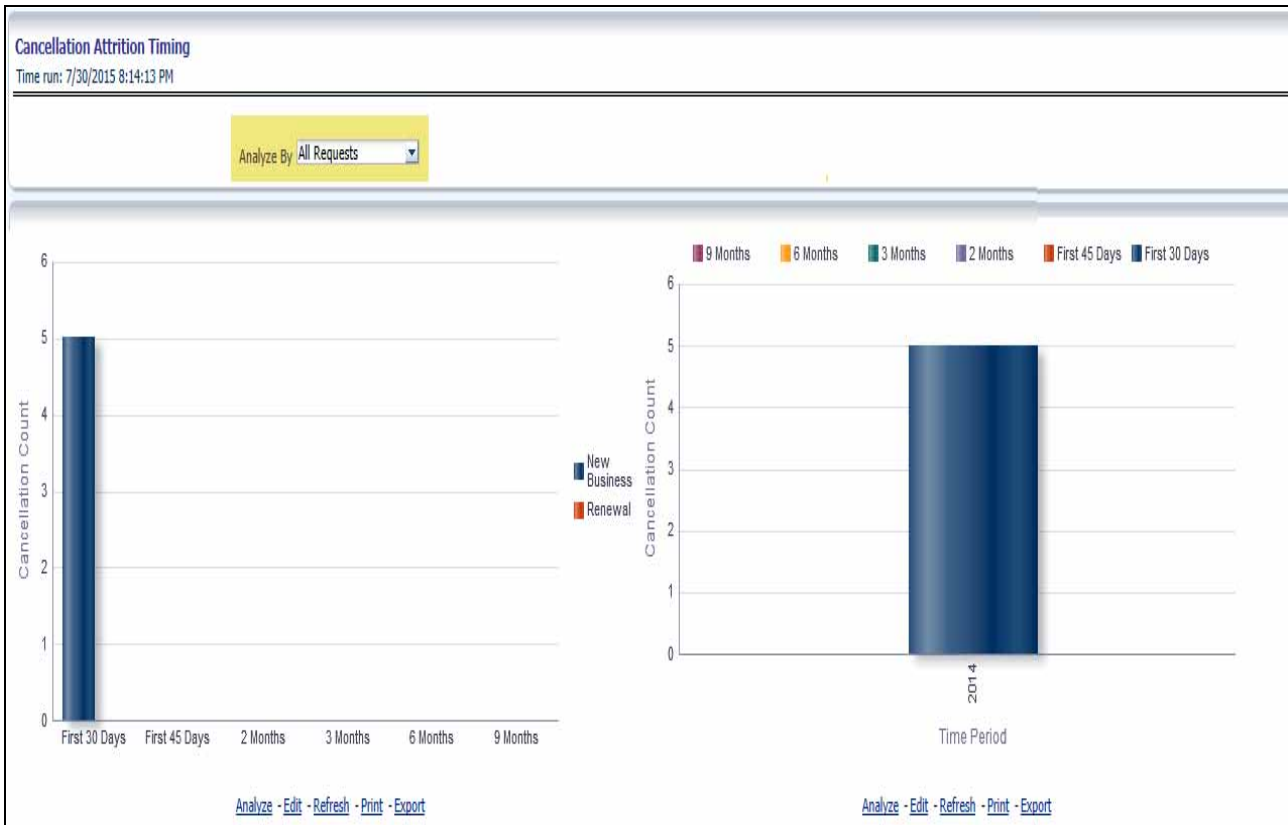 Cancellation Attrition Timing
Time run: 7/30/2015 8:14:13 PM
Analyze By All Requests
6
5
4
3
2
1
0
Cancellation Count
First 30 Days First 45 Days 2 Months 3 Months 6 Months 9 Months
New
Business
Renewal
Analyze - Edit - Refresh - Print - Export
9 Months 6 Months 3 Months 2 Months First 45 Days First 30 Days
6
5
4
3
2
1
0
Cancellation Count
2014
Time Period
Analyze - Edit - Refresh - Print - Export